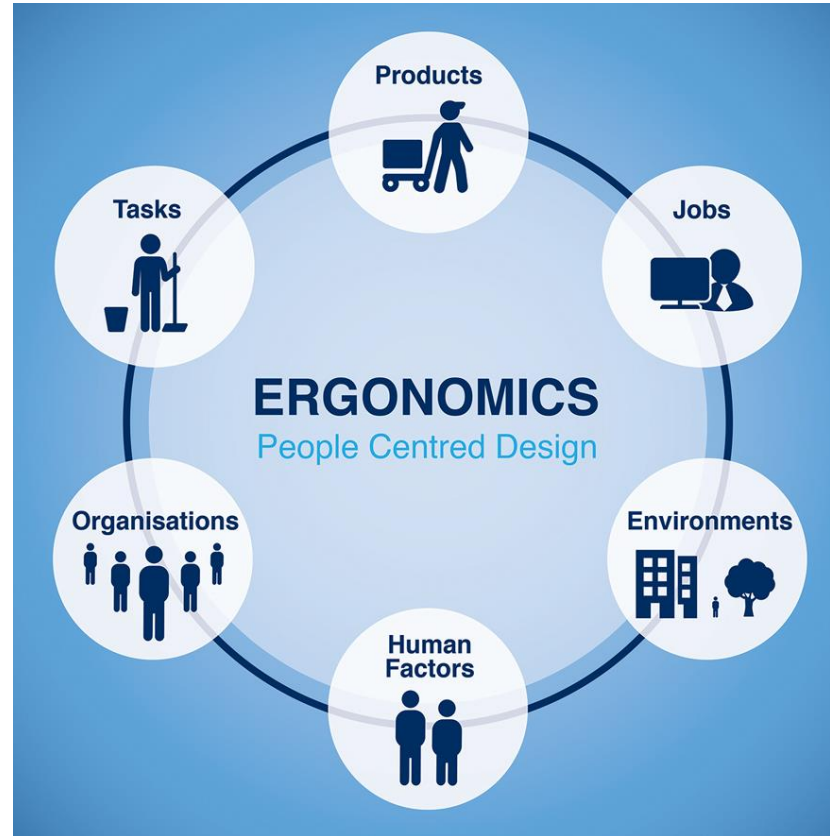 Products
Tasks
Jobs
ERGONOMICS
People Centred Design
Organisations
Environments
Human
Factors